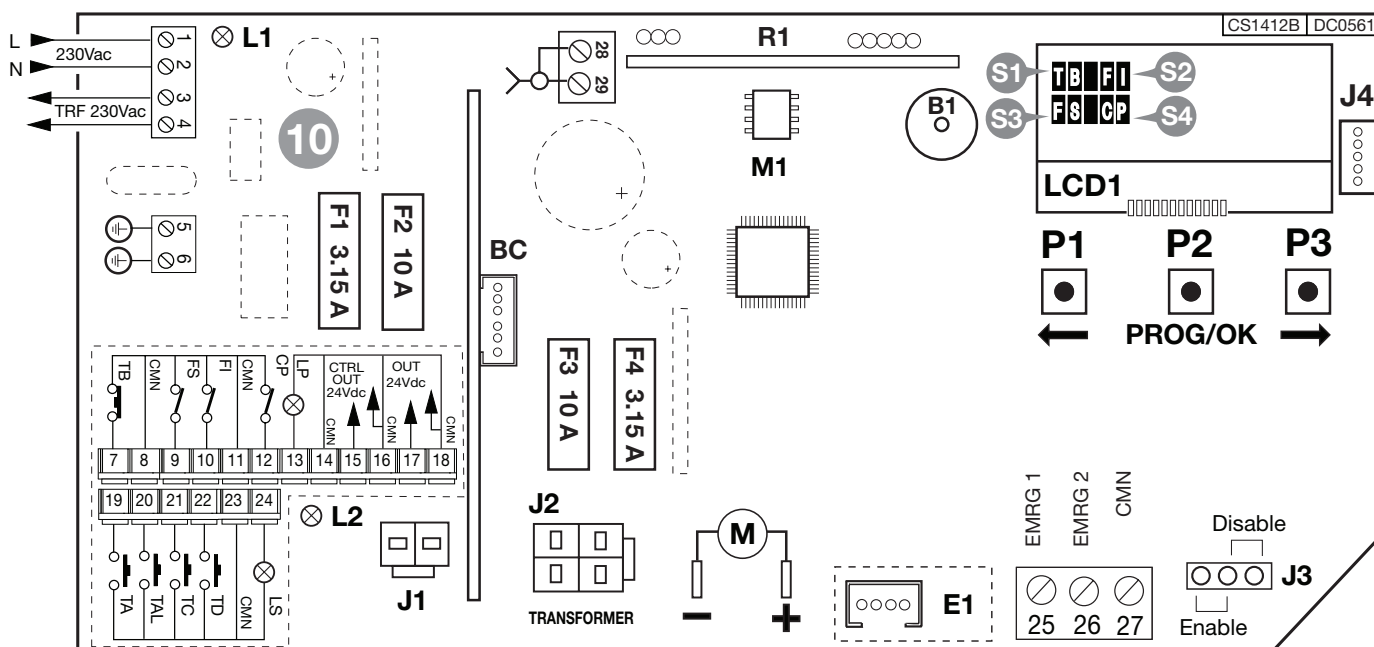 CS1412B DC0561
L 230Vac
N
TRF 230Vac
1
2
3
4
L1
10
28
29
R1
B1
M1
S1 TB FI S2
S3 FS CP S4
LCD1
J4
P1 P2 P3
PROG/OK
5
6
F1 3.15 A
F2 10 A
BC
F3 10 A
F4 3.15 A
TB CMN FS FI CMN CP LP CTRL OUT 24Vdc CMN OUT 24Vdc CMN CMN
7 8 9 10 11 12 13 14 15 16 17 18
19 20 21 22 23 24
TA TAL TC TD CMN LS
L2
J1
J2
TRANSFORMER
M
E1
EMRG 1
EMRG 2
CMN
25 26 27
Disable
J3
Enable